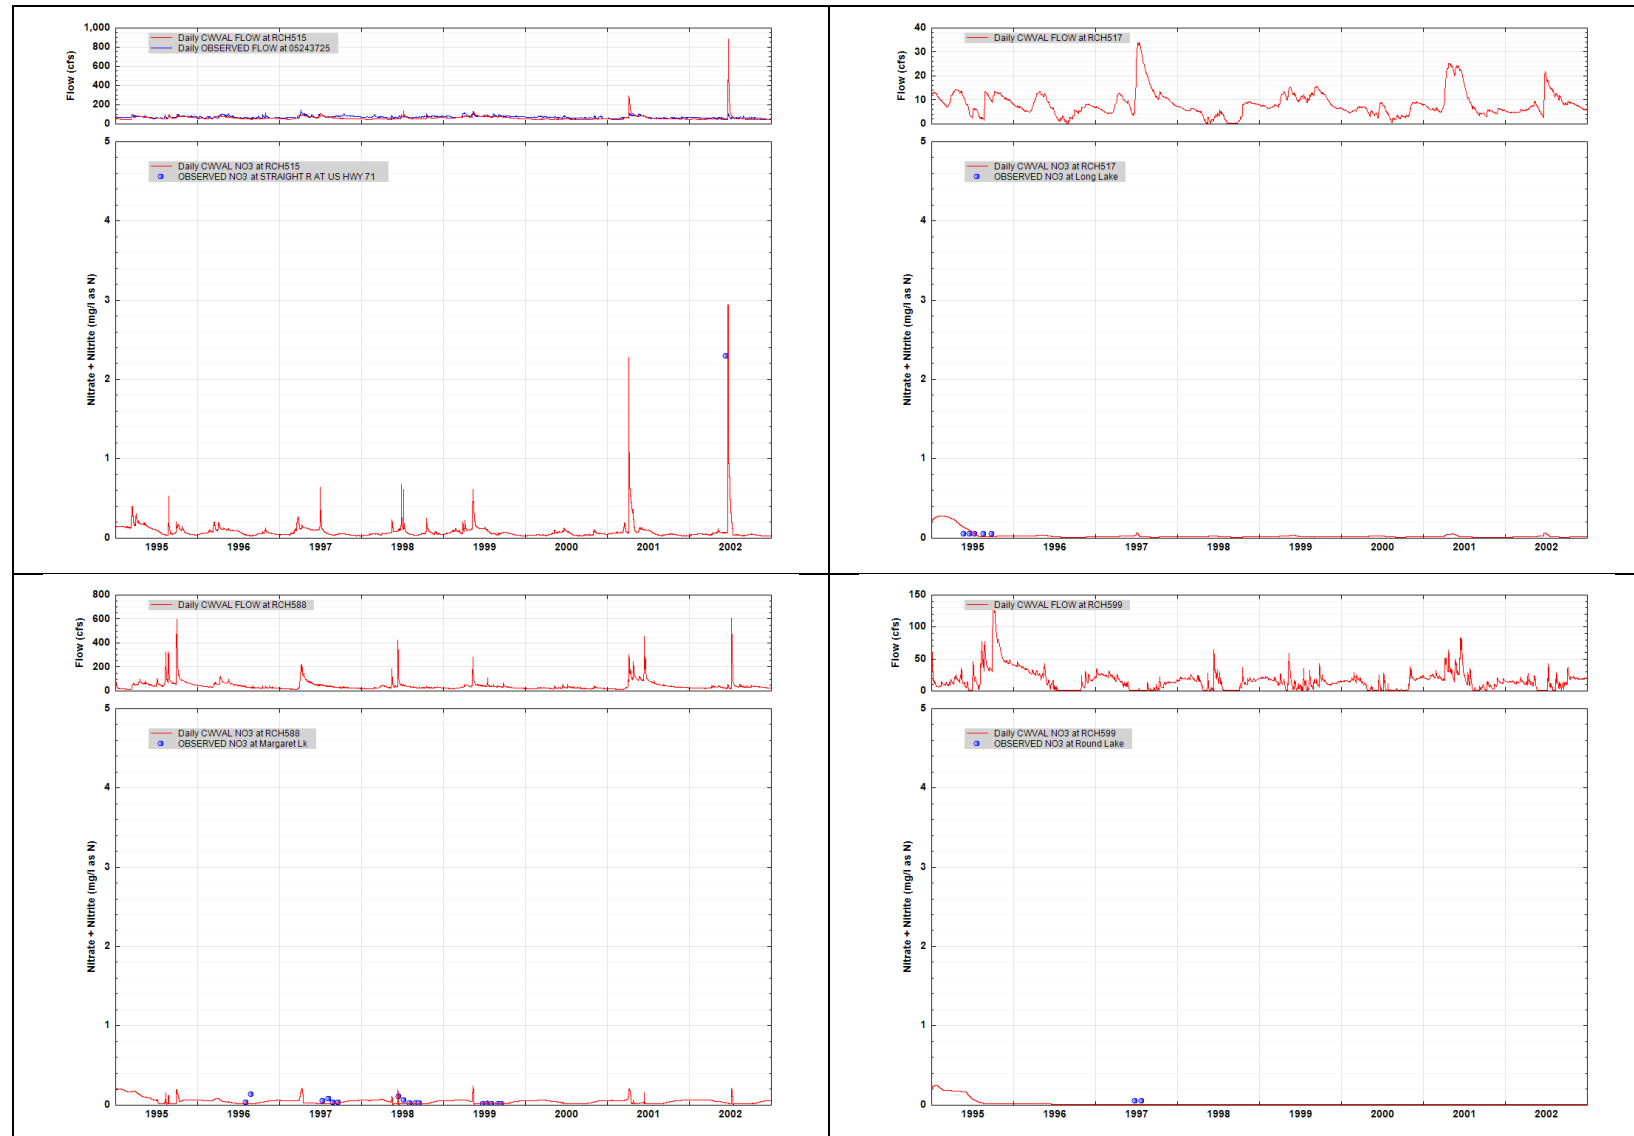 1,000
800
600
400
200
0
Flow (cfs)
Daily CWVAL FLOW at RCH515
Daily OBSERVED FLOW at 05243725
5
4
3
2
1
0
Nitrate + Nitrite (mg/l as N)
Daily CWVAL NO3 at RCH515
OBSERVED NO3 at STRAIGHT R AT US HWY 71
1995 1996 1997 1998 1999 2000 2001 2002
40
30
20
10
0
Flow (cfs)
Daily CWVAL FLOW at RCH517
5
4
3
2
1
0
Nitrate + Nitrite (mg/l as N)
Daily CWVAL NO3 at RCH517
OBSERVED NO3 at Long Lake
1995 1996 1997 1998 1999 2000 2001 2002
800
600
400
200
0
Flow (cfs)
Daily CWVAL FLOW at RCH588
5
4
3
2
1
0
Nitrate + Nitrite (mg/l as N)
Daily CWVAL NO3 at RCH588
OBSERVED NO3 at Margaret Lk
1995 1996 1997 1998 1999 2000 2001 2002
150
100
50
0
Flow (cfs)
Daily CWVAL FLOW at RCH599
5
4
3
2
1
0
Nitrate + Nitrite (mg/l as N)
Daily CWVAL NO3 at RCH599
OBSERVED NO3 at Round Lake
1995 1996 1997 1998 1999 2000 2001 2002